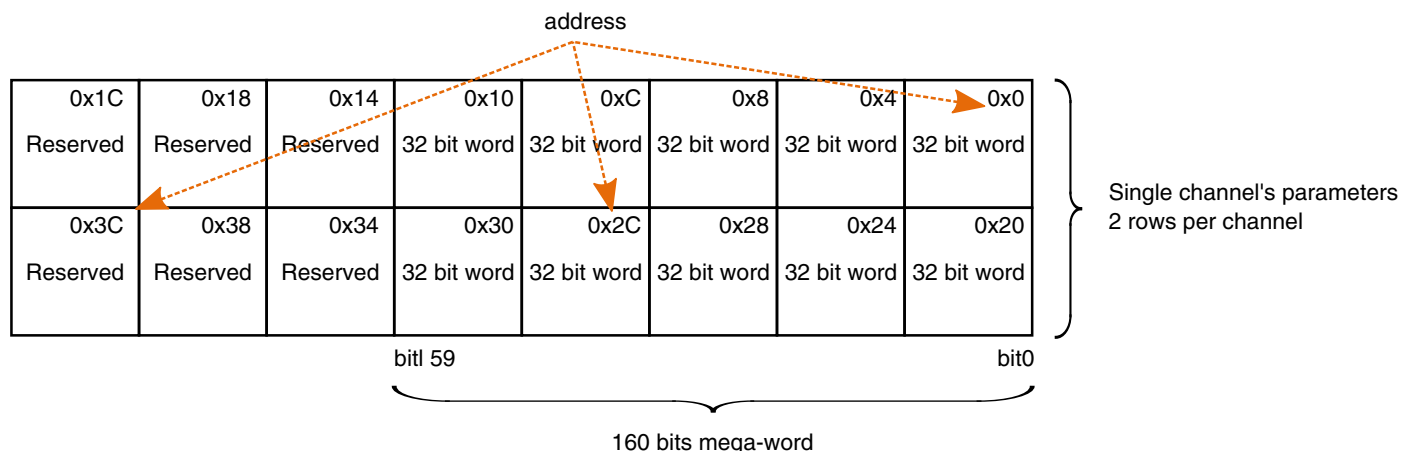 address
0x1C 0x18 0x14 0x10 0xC 0x8 0x4 0x0
Reserved Reserved Reserved 32 bit word 32 bit word 32 bit word 32 bit word 32 bit word
Single channel's parameters
2 rows per channel
0x3C 0x38 0x34 0x30 0x2C 0x28 0x24 0x20
Reserved Reserved Reserved 32 bit word 32 bit word 32 bit word 32 bit word 32 bit word
bitl 59 bit0
160 bits mega-word